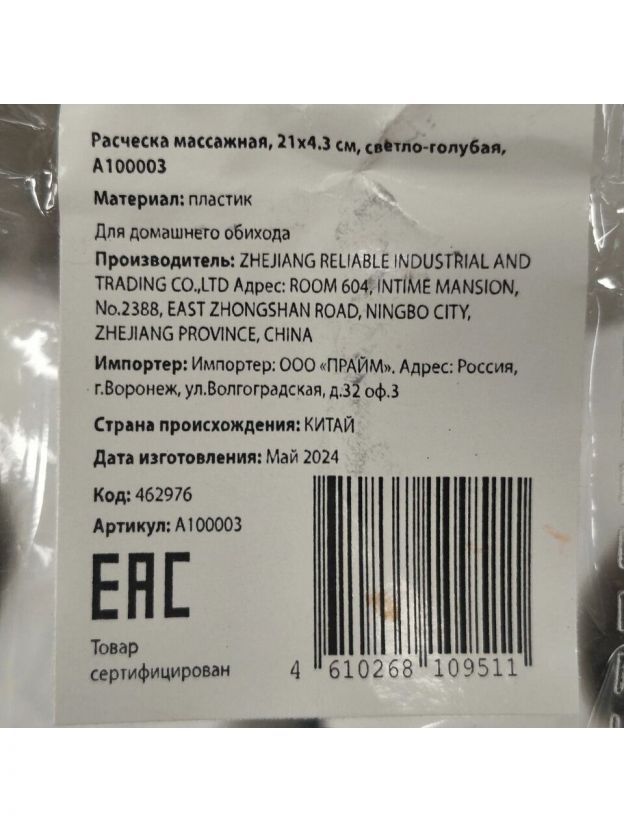 Расческа массажная, 21х4.3 см, светло-голубая,
А100003
Материал: пластик
Для домашнего обихода
Производитель: ZHEJIANG RELIABLE INDUSTRIAL AND
TRADING CO.,LTD Адрес: ROOM 604, INTIME MANSION,
No.2388, EAST ZHONGSHAN ROAD, NINGBO CITY,
ZHEJIANG PROVINCE, CHINA
Импортер: Импортер: ООО «ПРАЙМ». Адрес: Россия,
г.Воронеж, ул.Волгоградская, д.32 оф.3
Страна происхождения: КИТАЙ
Дата изготовления: Май 2024
Код: 462976
Артикул: А100003
EAC
Товар
сертифицирован
4 610268 109511